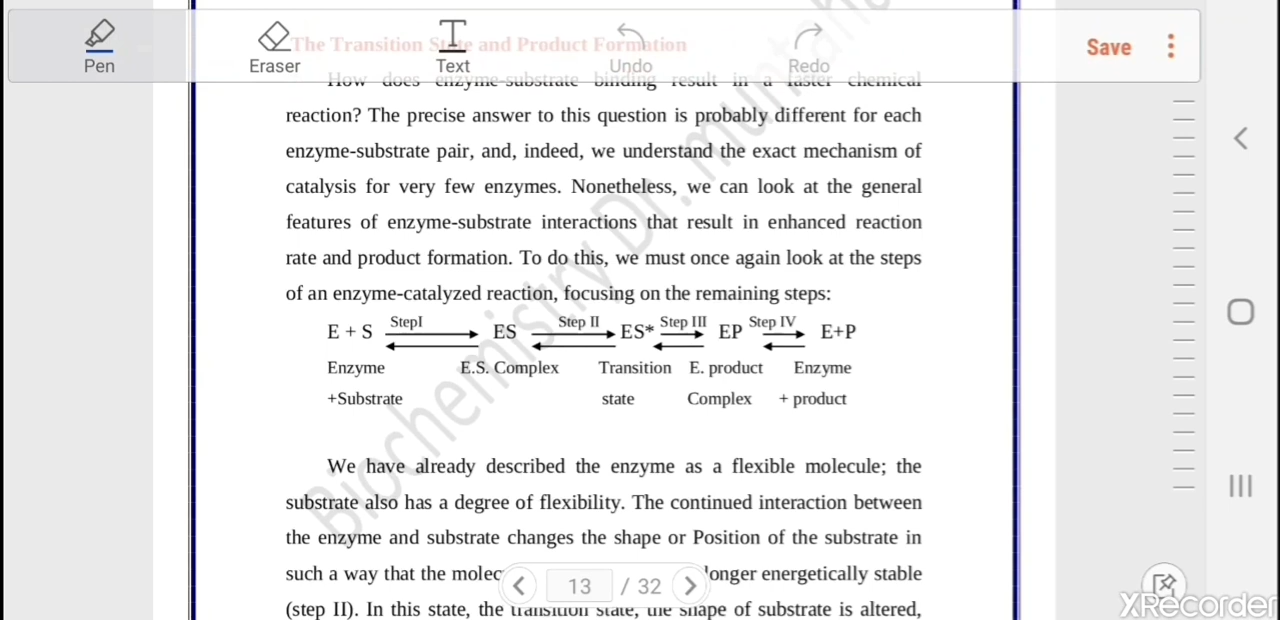 Pen
Eraser
Text
Undo
Redo
Save
The Transition State and Product Formation
How does enzyme-substrate binding result in a faster chemical
reaction? The precise answer to this question is probably different for each
enzyme-substrate pair, and, indeed, we understand the exact mechanism of
catalysis for very few enzymes. Nonetheless, we can look at the general
features of enzyme-substrate interactions that result in enhanced reaction
rate and product formation. To do this, we must once again look at the steps
of an enzyme-catalyzed reaction, focusing on the remaining steps:
StepI Step II Step III Step IV
E + S ES ES* EP E+P
Enzyme E.S. Complex Transition E. product Enzyme
+Substrate state Complex + product
We have already described the enzyme as a flexible molecule; the
substrate also has a degree of flexibility. The continued interaction between
the enzyme and substrate changes the shape or Position of the substrate in
such a way that the longer energetically stable
(step II). In this state, the transition state, the shape of substrate is altered,
13 / 32
Biochemistry Dr.
XRecorder